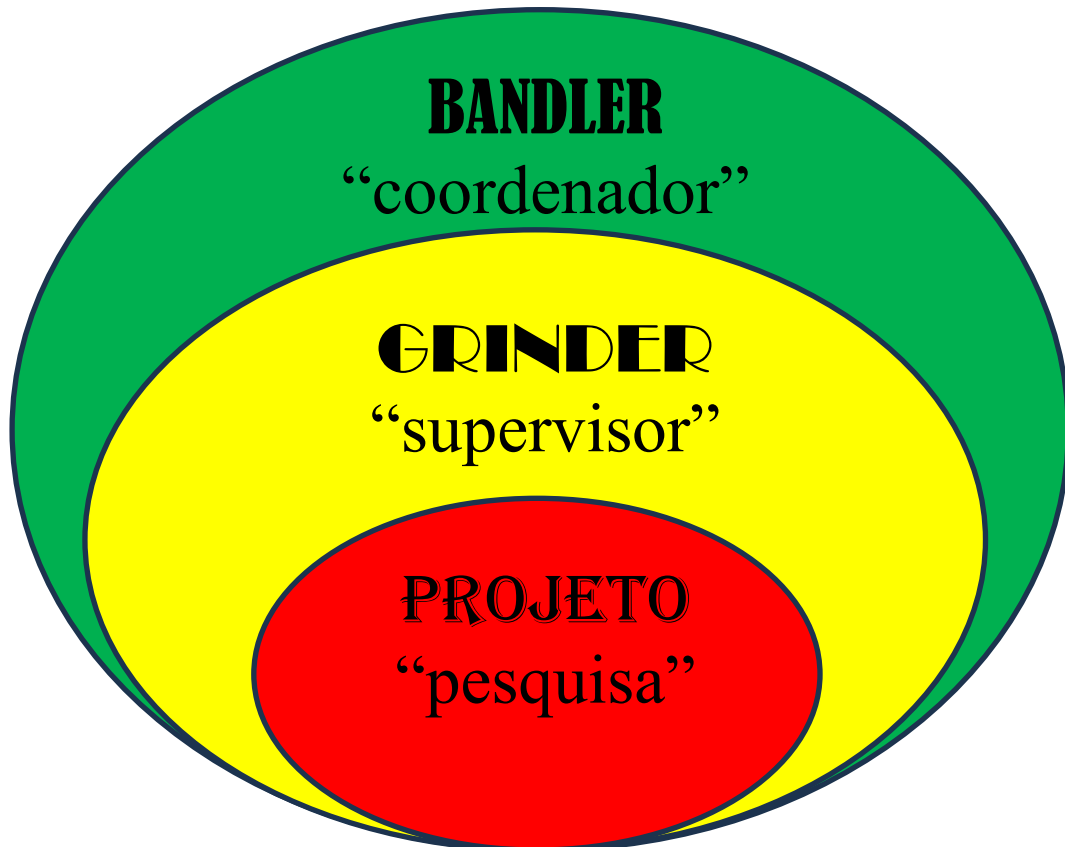 BANDLER
“coordenador”
GRINDER
“supervisor”
PROJETO
“pesquisa”